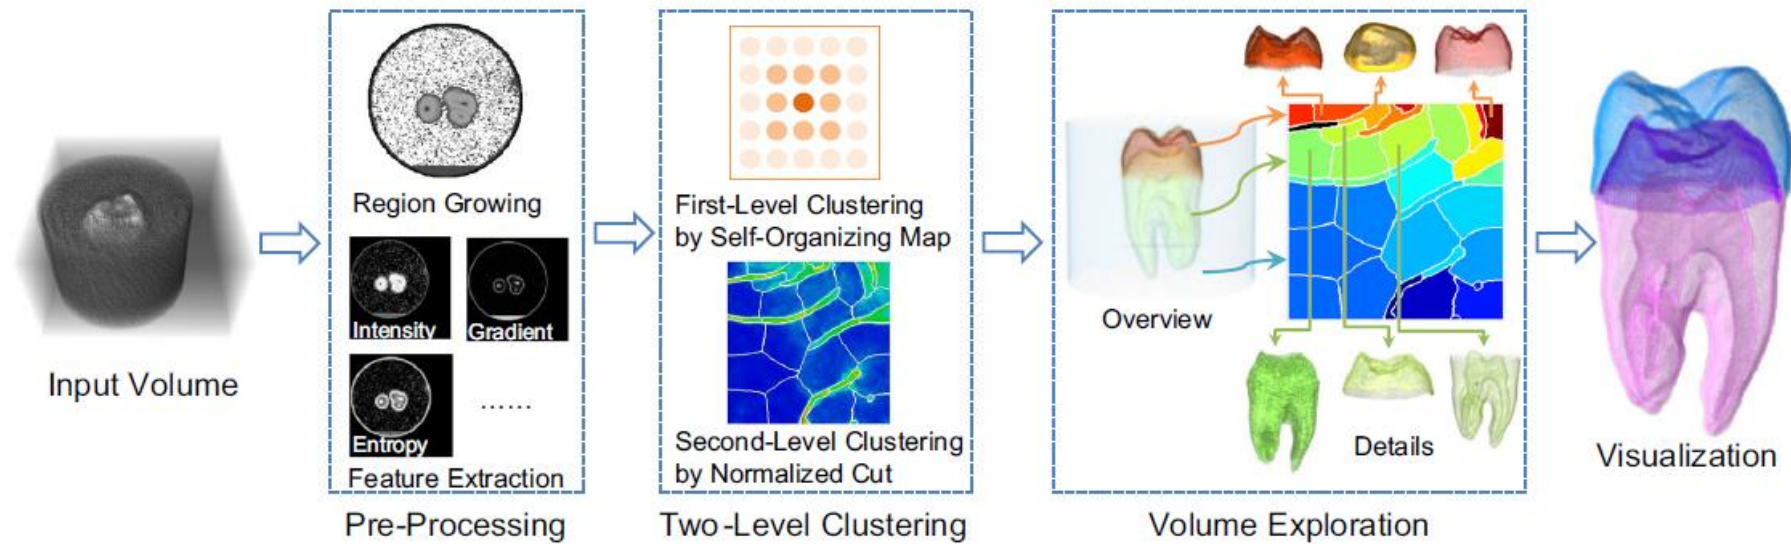 Input Volume
Region Growing
Intensity
Gradient
Entropy
......
Feature Extraction
Pre-Processing
First-Level Clustering
by Self-Organizing Map
Second-Level Clustering
by Normalized Cut
Two-Level Clustering
Overview
Details
Volume Exploration
Visualization